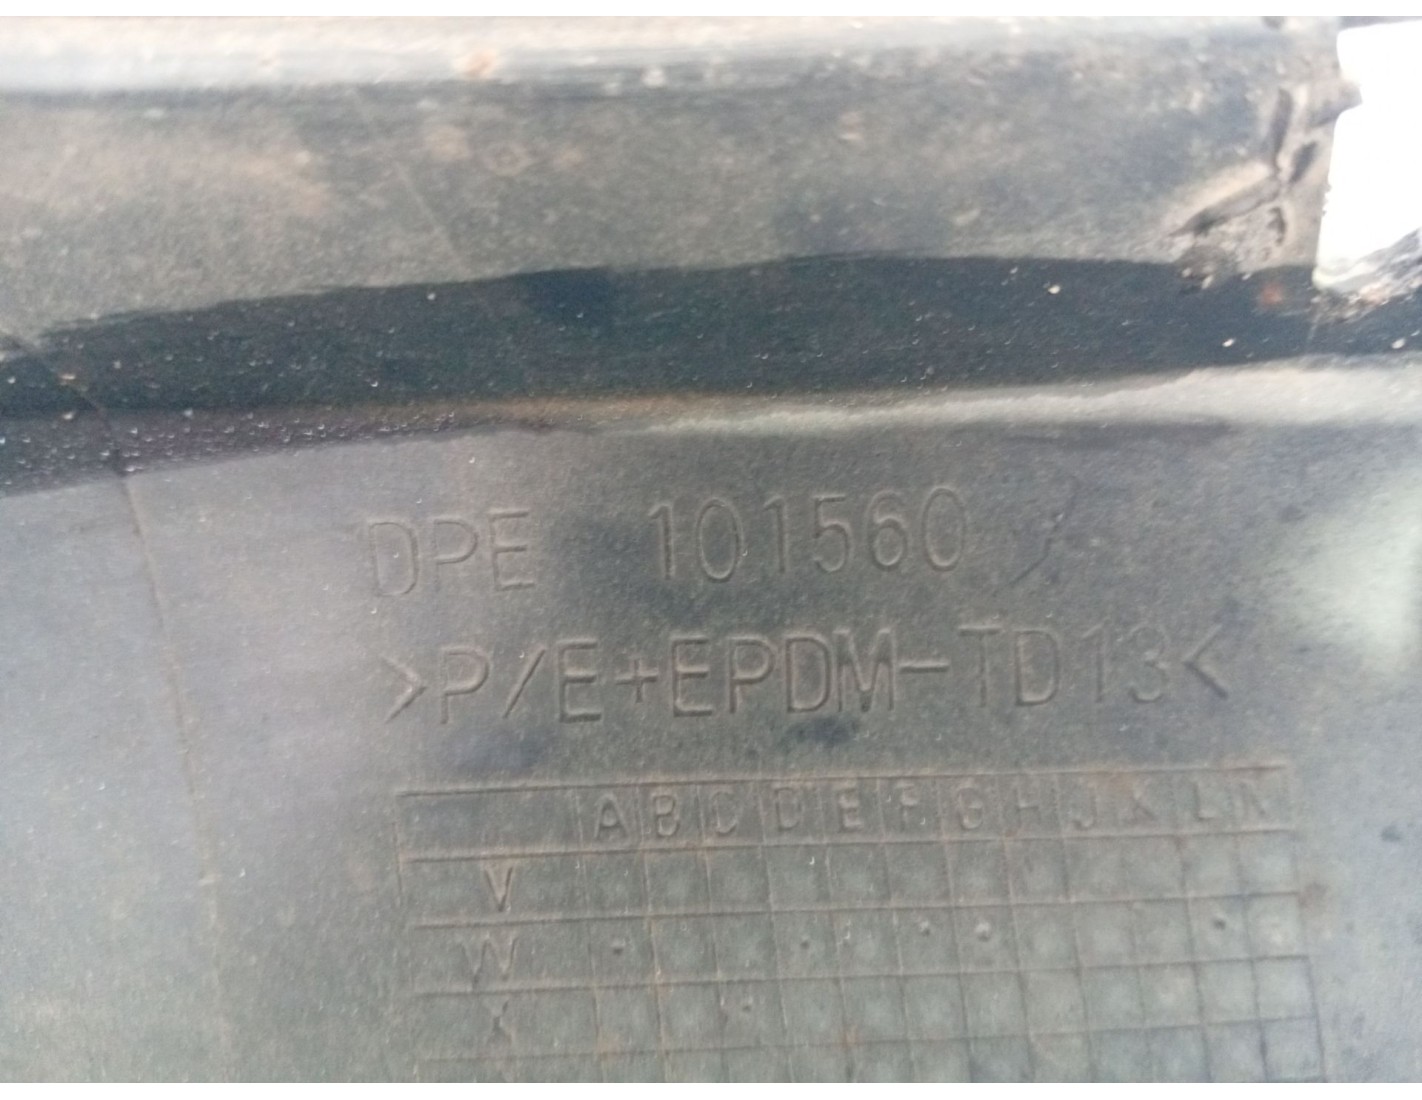 DPE 101560 /
>P/E+EPDM-TD13<
A B C D E F G H J K L N
V
W
X